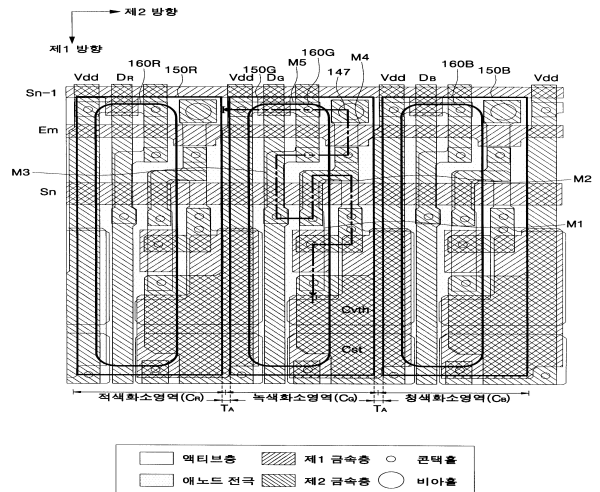 제2 방향
제1 방향
160R 160G M4 160B
Vdd DR 150R Vdd 150G DG M5 147 Vdd DB 150B Vdd
Sn-1
Em
M3
M2
Sn
M1
Cvth
Cst
적색화소영역(CR) 녹색화소영역(CG) 청색화소영역(CB)
TA TA
액티브층 제1 금속층 콘택홀
애노드 전극 제2 금속층 비아홀